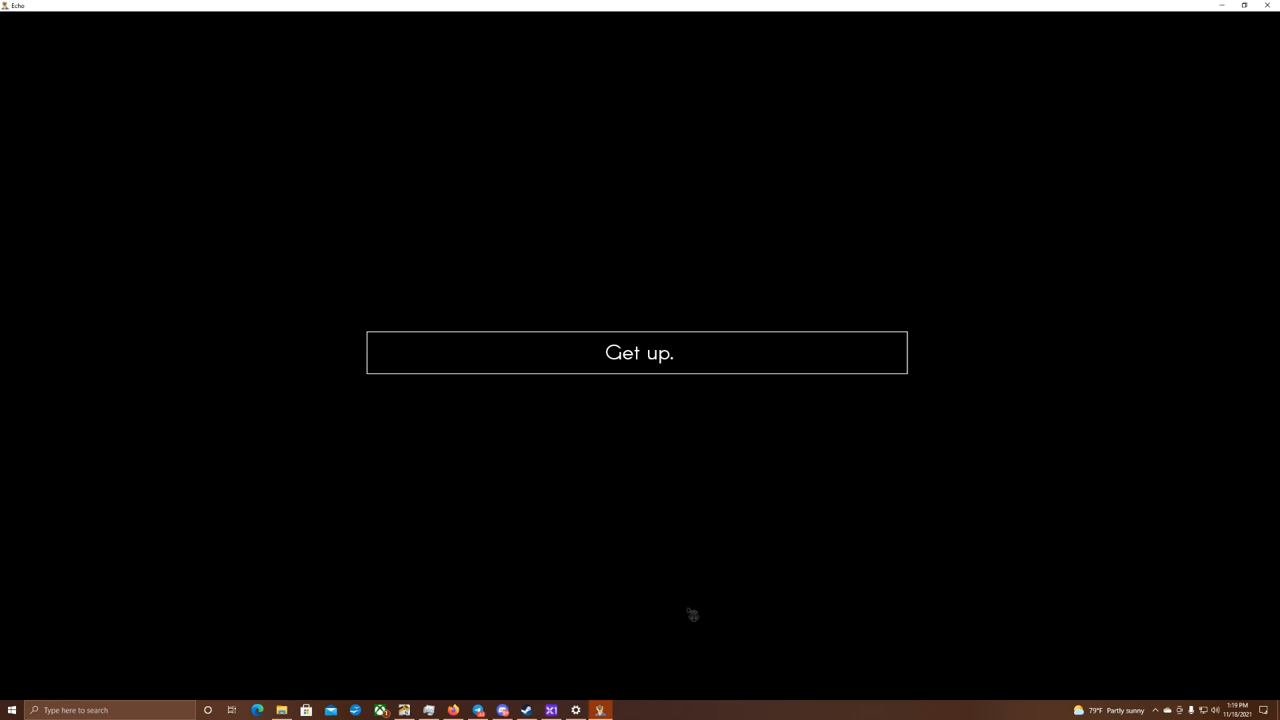 Echo
Get up.
Type here to search
79°F Partly sunny
1:19 PM
11/18/2021